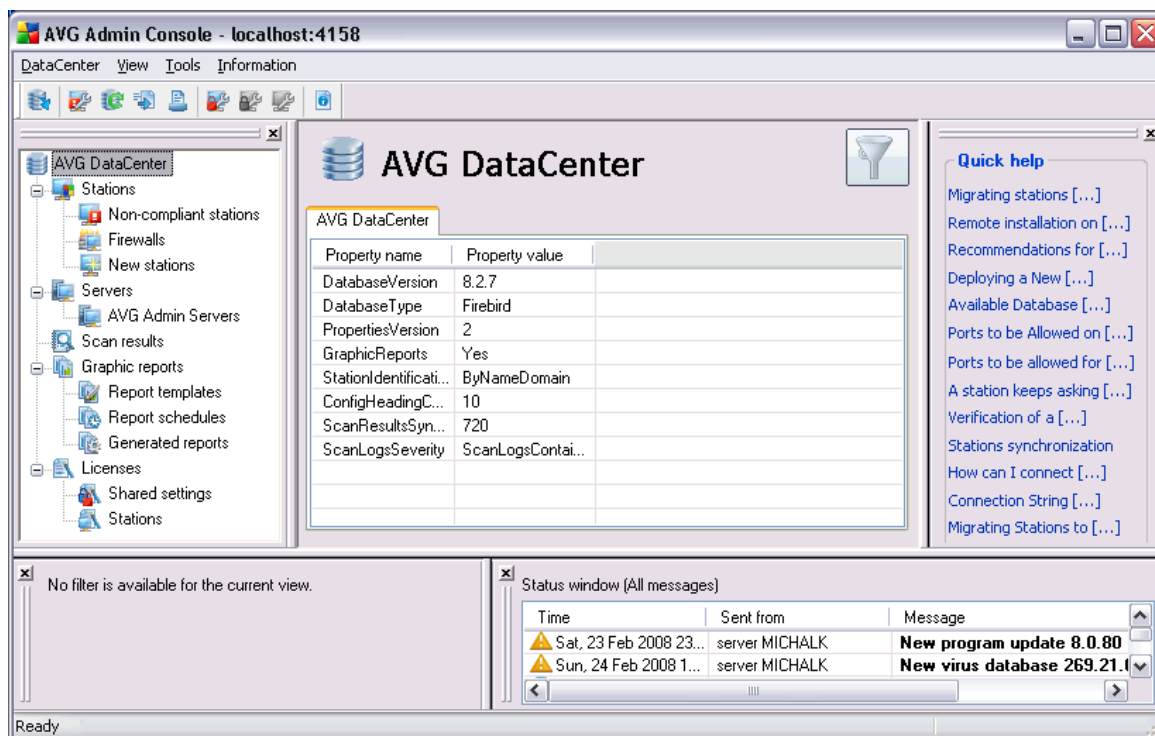 AVG Admin Console - localhost:4158
DataCenter View Tools Information
AVG DataCenter
Stations
Non-compliant stations
Firewalls
New stations
Servers
AVG Admin Servers
Scan results
Graphic reports
Report templates
Report schedules
Generated reports
Licenses
Shared settings
Stations
AVG DataCenter
AVG DataCenter
Property name Property value
DatabaseVersion 8.2.7
DatabaseType Firebird
PropertiesVersion 2
GraphicReports Yes
StationIdentificati... ByNameDomain
ConfigHeadingC... 10
ScanResultsSyn... 720
ScanLogsSeverity ScanLogsContai...
Quick help
Migrating stations [...]
Remote installation on [...]
Recommendations for [...]
Deploying a New [...]
Available Database [...]
Ports to be Allowed on [...]
Ports to be allowed for [...]
A station keeps asking [...]
Verification of a [...]
Stations synchronization
How can I connect [...]
Connection String [...]
Migrating Stations to [...]
No filter is available for the current view.
Status window (All messages)
Time Sent from Message
Sat, 23 Feb 2008 23... server MICHALK New program update 8.0.80
Sun, 24 Feb 2008 1... server MICHALK New virus database 269.21.
Ready